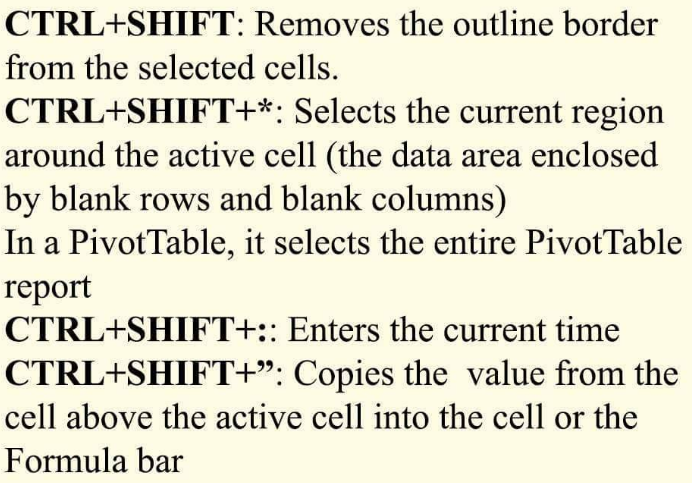 CTRL+SHIFT: Removes the outline border
from the selected cells.
CTRL+SHIFT+*: Selects the current region
around the active cell (the data area enclosed
by blank rows and blank columns)
In a PivotTable, it selects the entire PivotTable
report
CTRL+SHIFT+:: Enters the current time
CTRL+SHIFT+”: Copies the  value from the
cell above the active cell into the cell or the
Formula bar